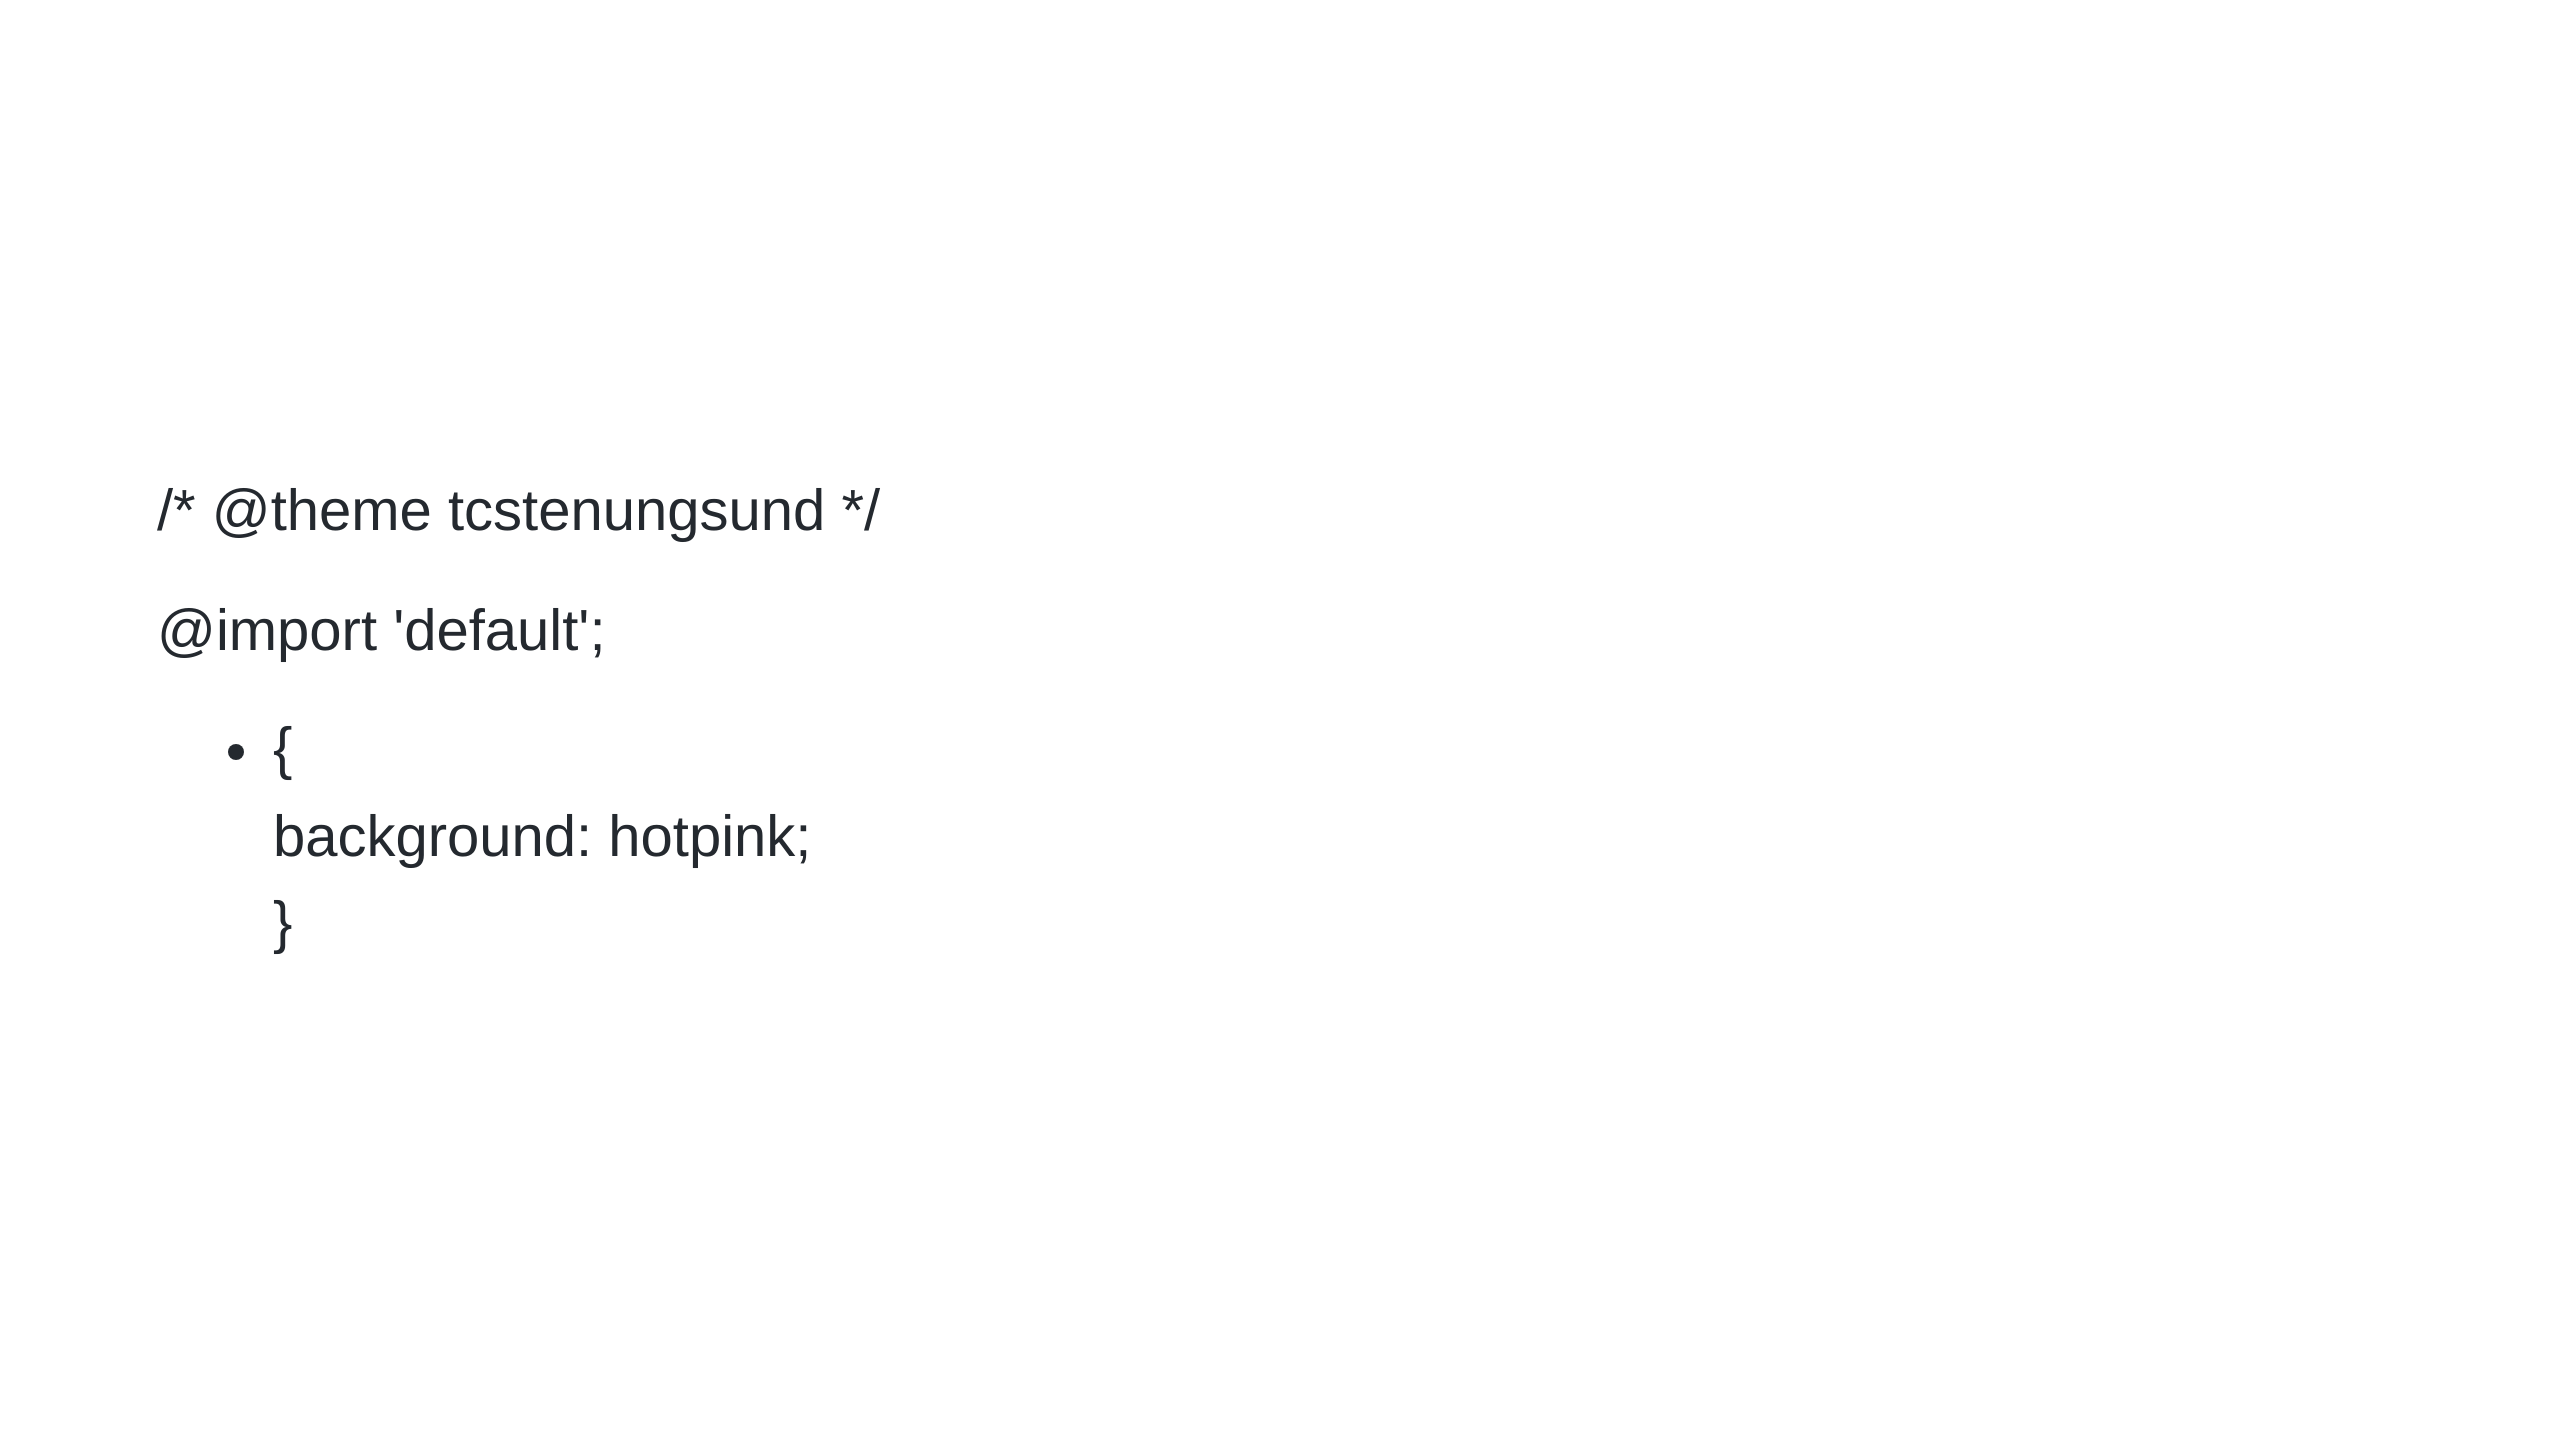 /* @theme tcstenungsund */
@import 'default';
• {
background: hotpink;
}